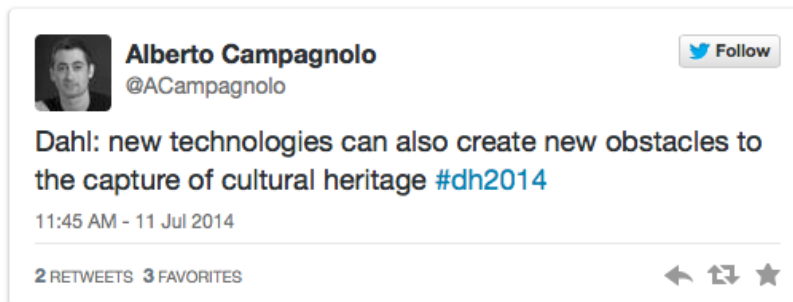 Alberto Campagnolo
Follow
@ACampagnolo
Dahl: new technologies can also create new obstacles to
the capture of cultural heritage #dh2014
11:45 AM - 11 Jul 2014
2 RETWEETS 3 FAVORITES